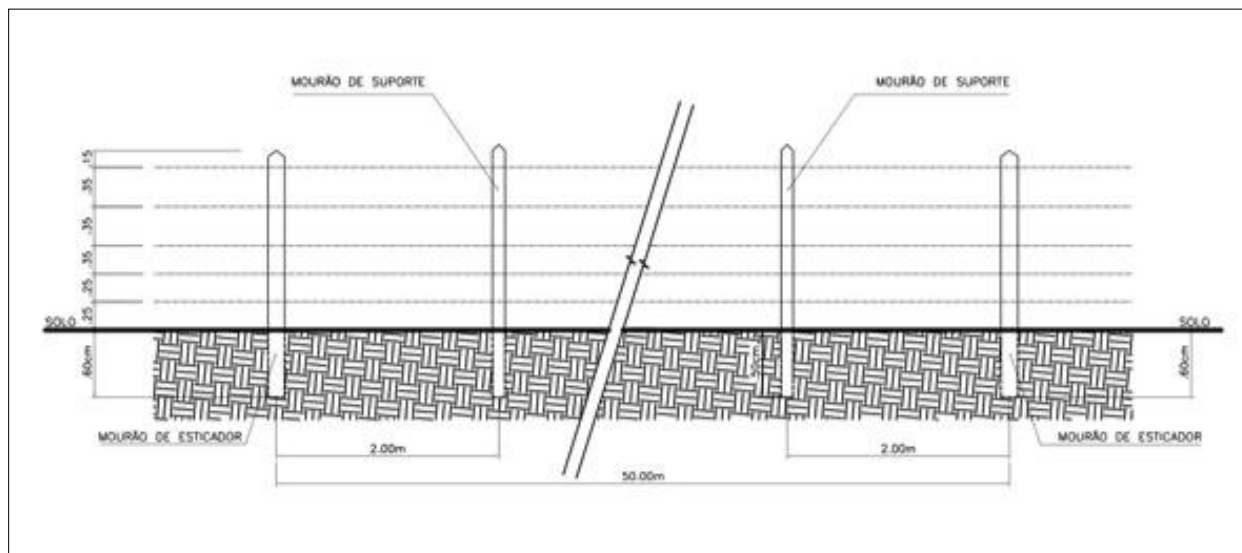 MOURÃO DE SUPORTE
MOURÃO DE SUPORTE
.15
.35
.35
.35
.25
.25
SOLO
SOLO
.60cm
.50cm
.60cm
MOURÃO DE ESTICADOR
MOURÃO DE ESTICADOR
2.00m
2.00m
50.00m